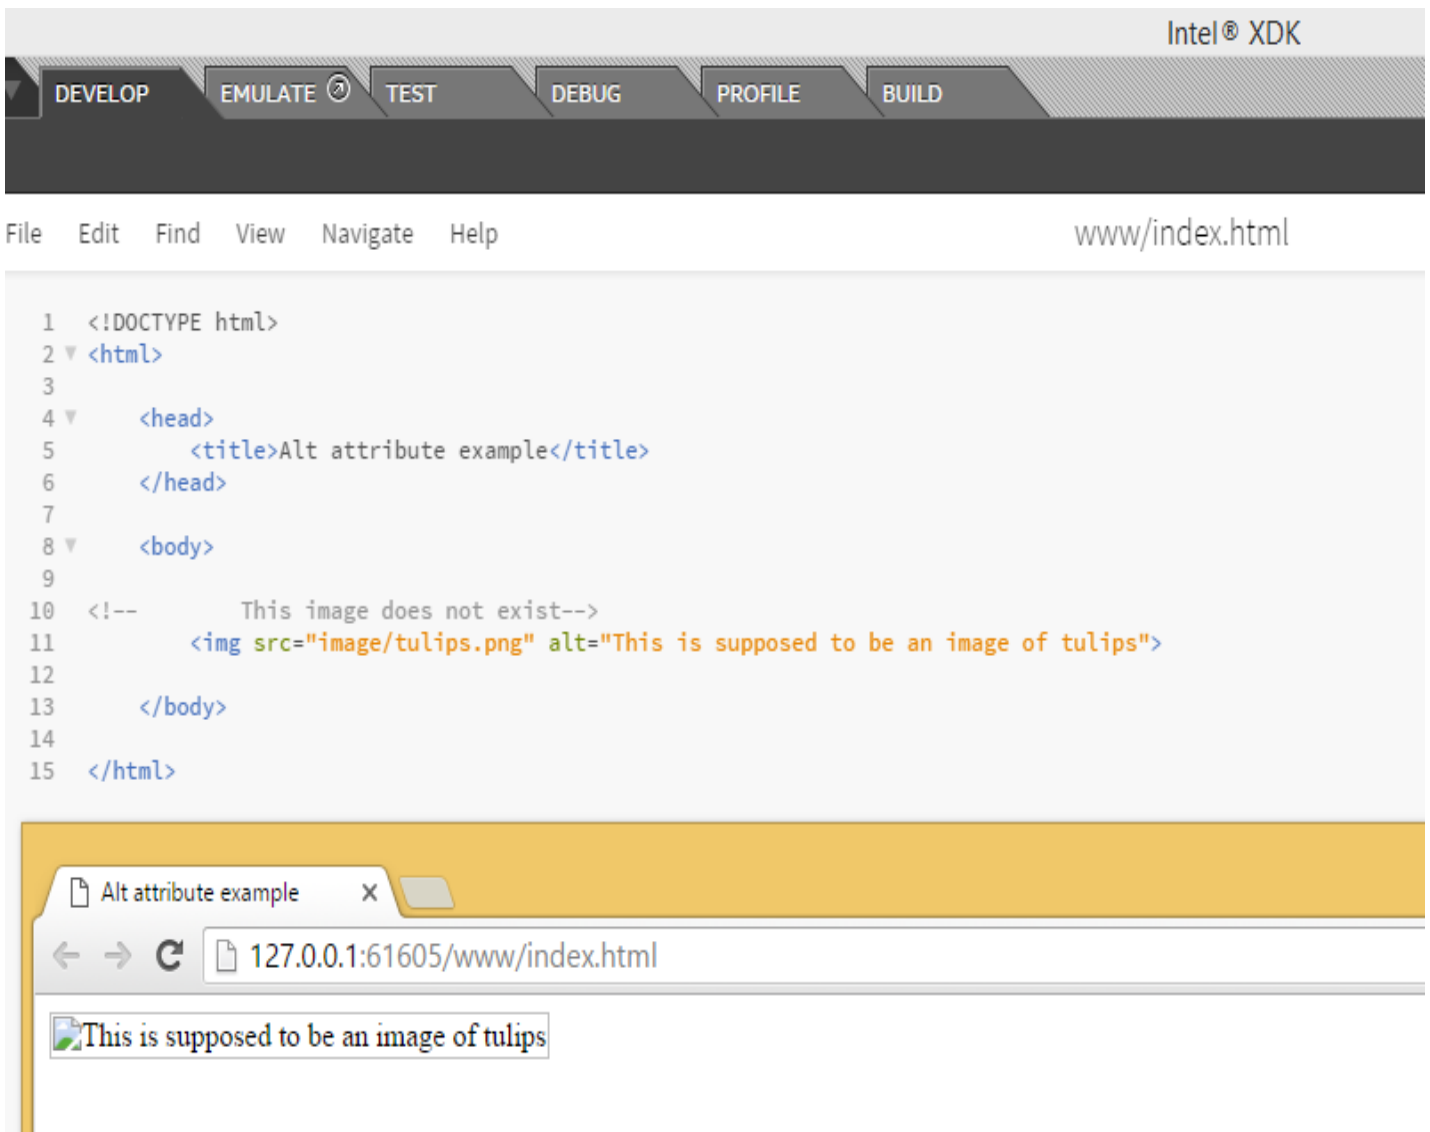 Intel® XDK
DEVELOP EMULATE TEST DEBUG PROFILE BUILD
File Edit Find View Navigate Help www/index.html
1 <!DOCTYPE html>
2 <html>
3
4 <head>
5 <title>Alt attribute example</title>
6 </head>
7
8 <body>
9
10 <!-- This image does not exist-->
11 <img src="image/tulips.png" alt="This is supposed to be an image of tulips">
12
13 </body>
14
15 </html>
Alt attribute example
127.0.0.1:61605/www/index.html
This is supposed to be an image of tulips